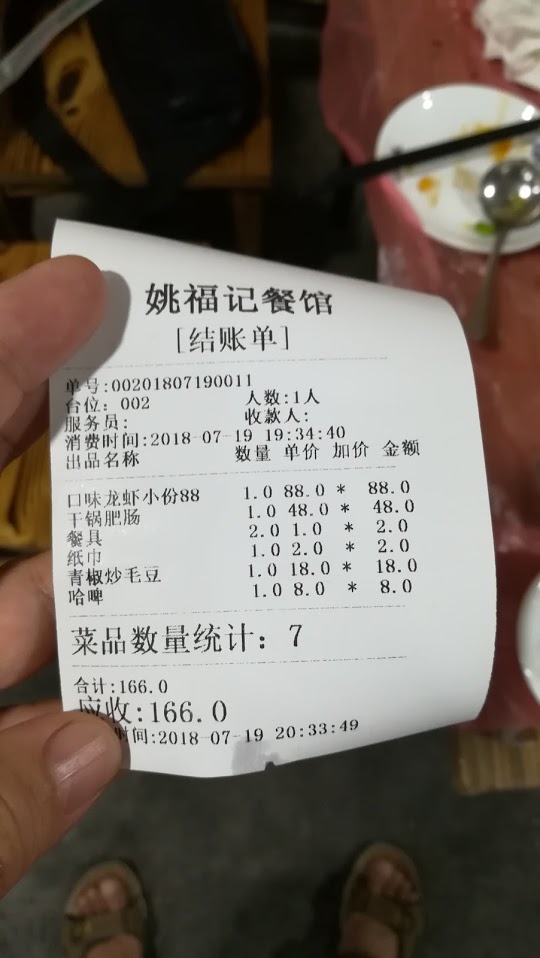 姚福记餐馆
[结账单]
单号:00201807190011
台位: 002 人数:1人
服务员: 收款人:
消费时间:2018-07-19 19:34:40
出品名称 数量 单价 加价 金额
口味龙虾小份88 1.0 88.0 * 88.0
干锅肥肠 1.0 48.0 * 48.0
餐具 2.0 1.0 * 2.0
纸巾 1.0 2.0 * 2.0
青椒炒毛豆 1.0 18.0 * 18.0
哈啤 1.0 8.0 * 8.0
菜品数量统计: 7
合计:166.0
应收:166.0
时间:2018-07-19 20:33:49